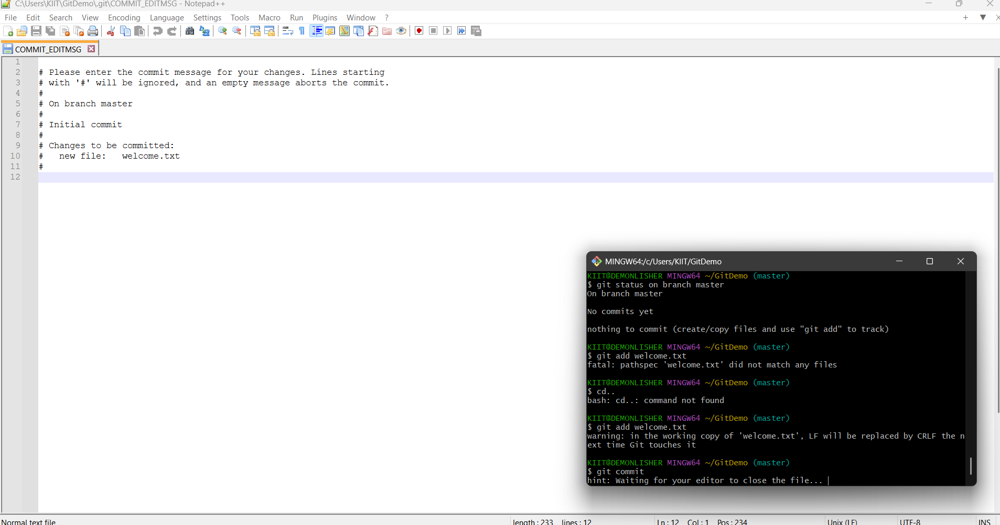 C:\Users\KIIT\GitDemo\.git\COMMIT_EDITMSG - Notepad++
File Edit Search View Encoding Language Settings Tools Macro Run Plugins Window ?
COMMIT_EDITMSG
1
2 # Please enter the commit message for your changes. Lines starting
3 # with '#' will be ignored, and an empty message aborts the commit.
4 #
5 # On branch master
6 #
7 # Initial commit
8 #
9 # Changes to be committed:
10 #   new file:   welcome.txt
11 #
12
MINGW64:/c/Users/KIIT/GitDemo
KIIT@DEMONLISHER MINGW64 ~/GitDemo (master)
$ git status on branch master
On branch master
No commits yet
nothing to commit (create/copy files and use "git add" to track)
KIIT@DEMONLISHER MINGW64 ~/GitDemo (master)
$ git add welcome.txt
fatal: pathspec 'welcome.txt' did not match any files
KIIT@DEMONLISHER MINGW64 ~/GitDemo (master)
$ cd..
bash: cd..: command not found
KIIT@DEMONLISHER MINGW64 ~/GitDemo (master)
$ git add welcome.txt
warning: in the working copy of 'welcome.txt', LF will be replaced by CRLF the n
ext time Git touches it
KIIT@DEMONLISHER MINGW64 ~/GitDemo (master)
$ git commit
hint: Waiting for your editor to close the file...
Normal text file length : 233 lines : 12 Ln : 12 Col : 1 Pos : 234 Unix (LF) UTF-8 INS